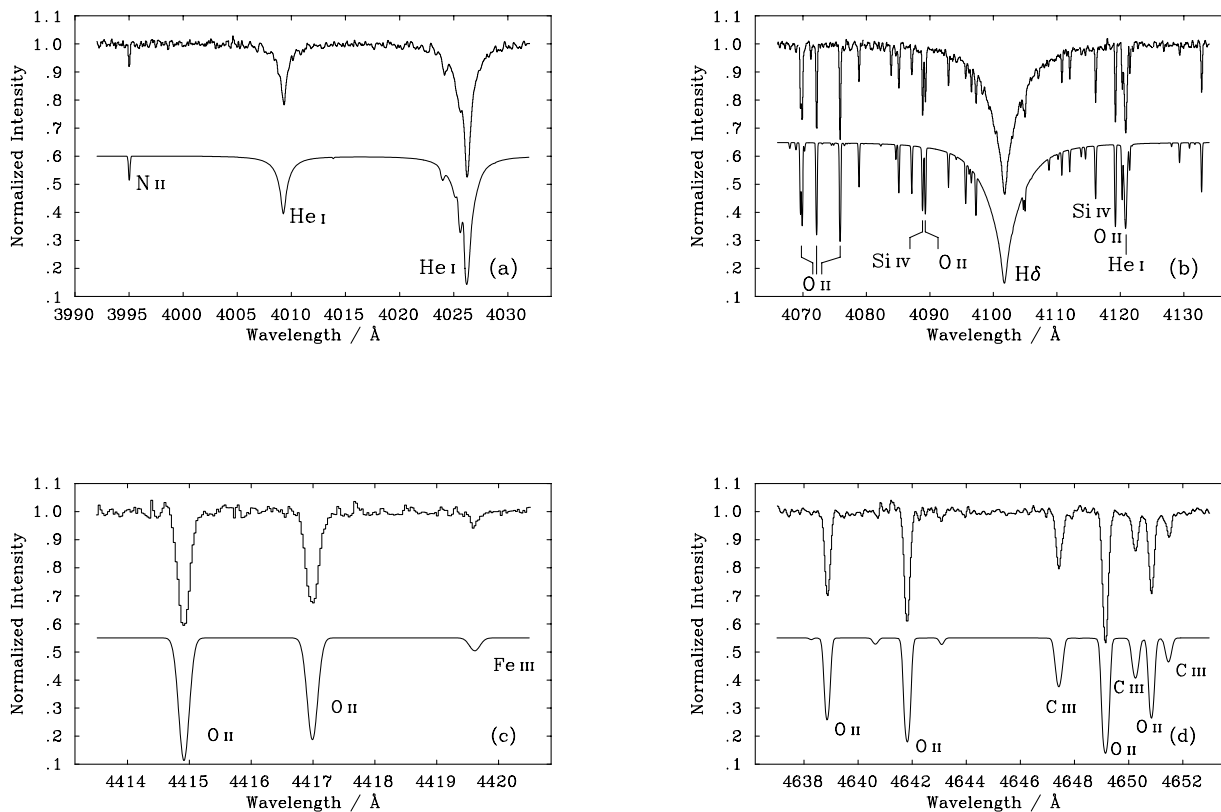 1.1
1.0
.9
.8
.7
.6
.5
.4
.3
.2
.1
Normalized Intensity
N II
He I
He I
(a)
3990 3995 4000 4005 4010 4015 4020 4025 4030
Wavelength / Å
1.1
1.0
.9
.8
.7
.6
.5
.4
.3
.2
.1
Normalized Intensity
O II
Si IV
O II
Hδ
Si IV
O II
He I
(b)
4070 4080 4090 4100 4110 4120 4130
Wavelength / Å
1.1
1.0
.9
.8
.7
.6
.5
.4
.3
.2
.1
Normalized Intensity
O II
O II
Fe III
(c)
4414 4415 4416 4417 4418 4419 4420
Wavelength / Å
1.1
1.0
.9
.8
.7
.6
.5
.4
.3
.2
.1
Normalized Intensity
O II
O II
C III
O II
C III
O II
C III
(d)
4638 4640 4642 4644 4646 4648 4650 4652
Wavelength / Å